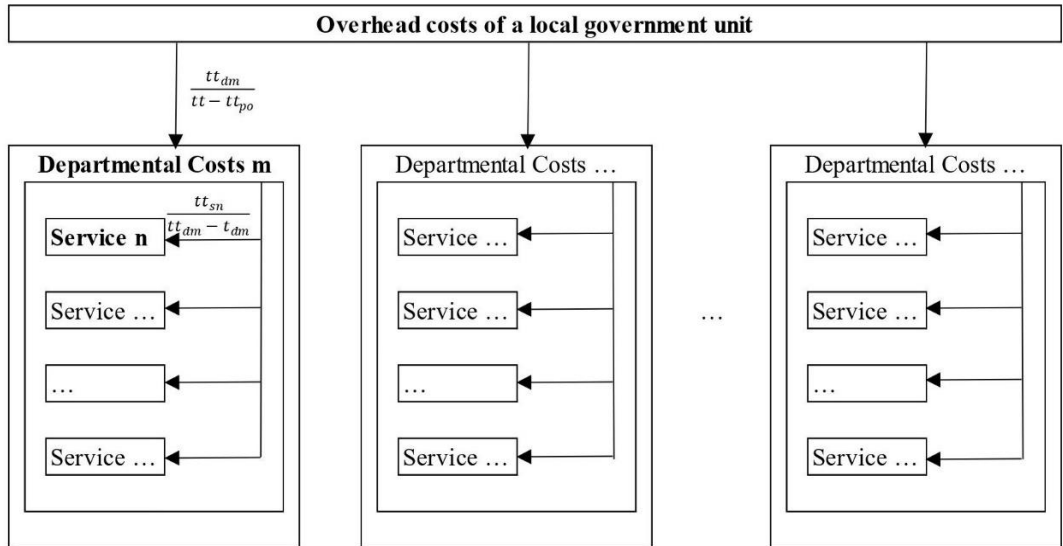 Overhead costs of a local government unit
tt_dm
tt − tt_po
Departmental Costs m
tt_sn
tt_dm − t_dm
Service n
Service …
…
Service …
Departmental Costs …
Service …
Service …
…
Service …
…
Departmental Costs …
Service …
Service …
…
Service …